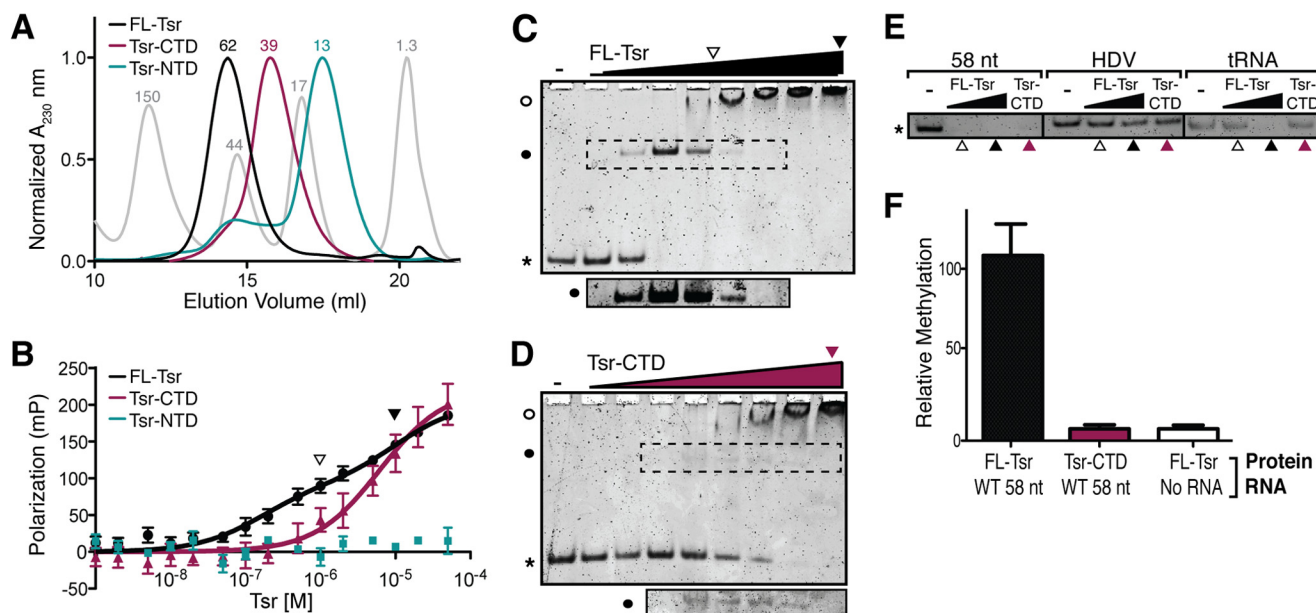 A
FL-Tsr
Tsr-CTD
Tsr-NTD
62
39
13
1.3
150
44
17
Normalized A230 nm
1.0
0.5
0.0
10
15
20
Elution Volume (ml)
B
FL-Tsr
Tsr-CTD
Tsr-NTD
Polarization (mP)
250
200
150
100
50
0
-50
10-8
10-7
10-6
10-5
10-4
Tsr [M]
C
FL-Tsr
-
*
D
Tsr-CTD
-
*
E
58 nt
HDV
tRNA
- FL-Tsr Tsr-CTD
- FL-Tsr Tsr-CTD
- FL-Tsr Tsr-CTD
*
F
Relative Methylation
100
50
0
FL-Tsr Tsr-CTD FL-Tsr Protein
WT 58 nt WT 58 nt No RNA RNA